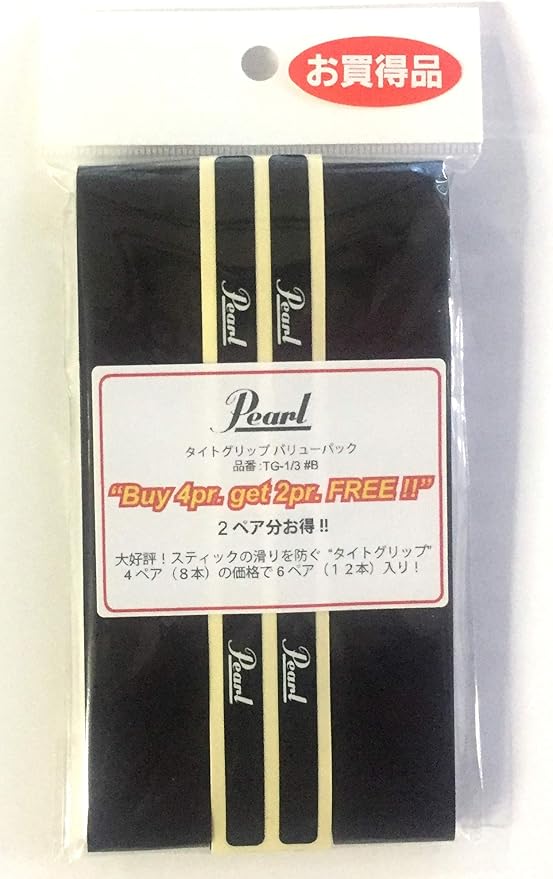 お買得品
Pearl
Pearl
Pearl
タイトグリップ バリューパック
品番:TG-1/3 #B
“Buy 4pr. get 2pr. FREE !!”
2ペア分お得!!
大好評!スティックの滑りを防ぐ “タイトグリップ”
4ペア（8本）の価格で6ペア（12本）入り!
Pearl
Pearl